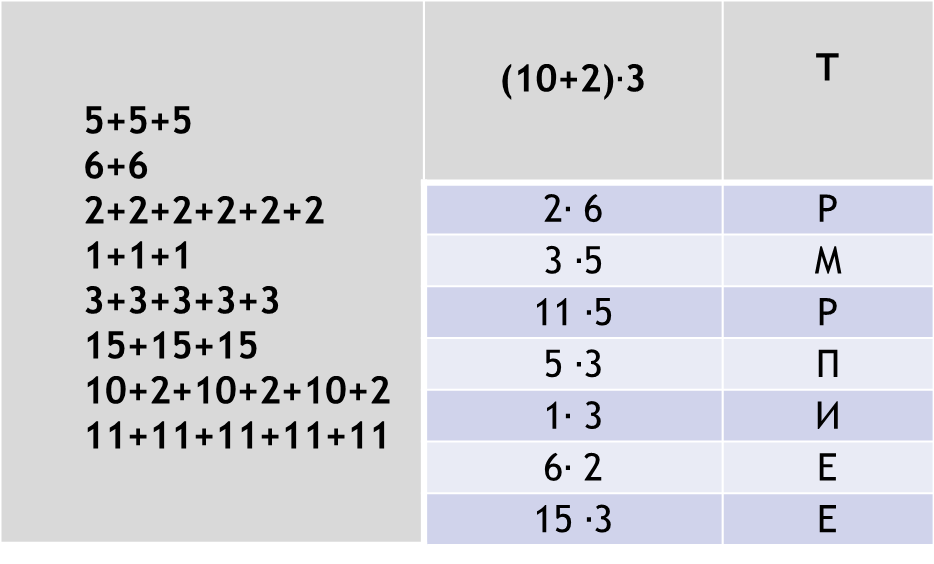 5+5+5
6+6
2+2+2+2+2+2
1+1+1
3+3+3+3+3
15+15+15
10+2+10+2+10+2
11+11+11+11+11
(10+2)·3 Т
2· 6 Р
3 ·5 М
11 ·5 Р
5 ·3 П
1· 3 И
6· 2 Е
15 ·3 Е